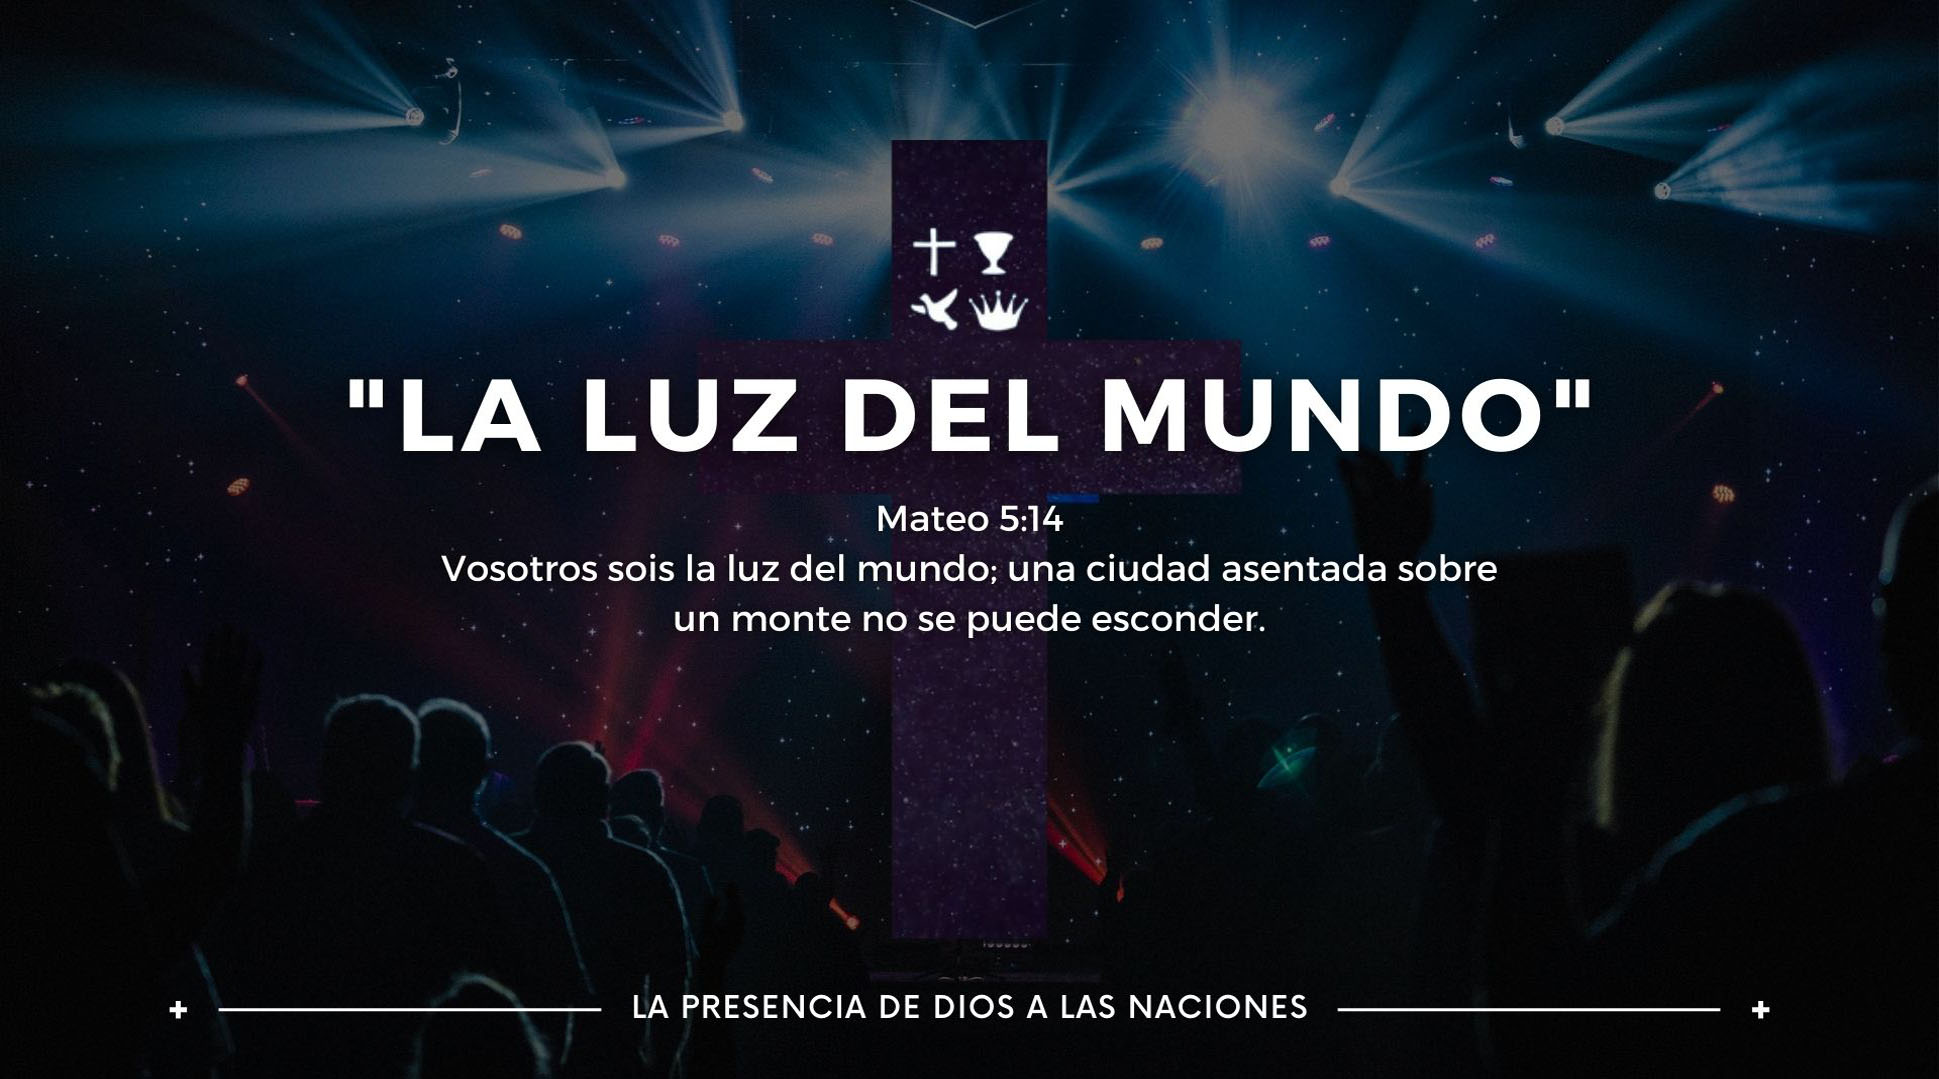 "LA LUZ DEL MUNDO"
Mateo 5:14
Vosotros sois la luz del mundo; una ciudad asentada sobre
un monte no se puede esconder.
LA PRESENCIA DE DIOS A LAS NACIONES